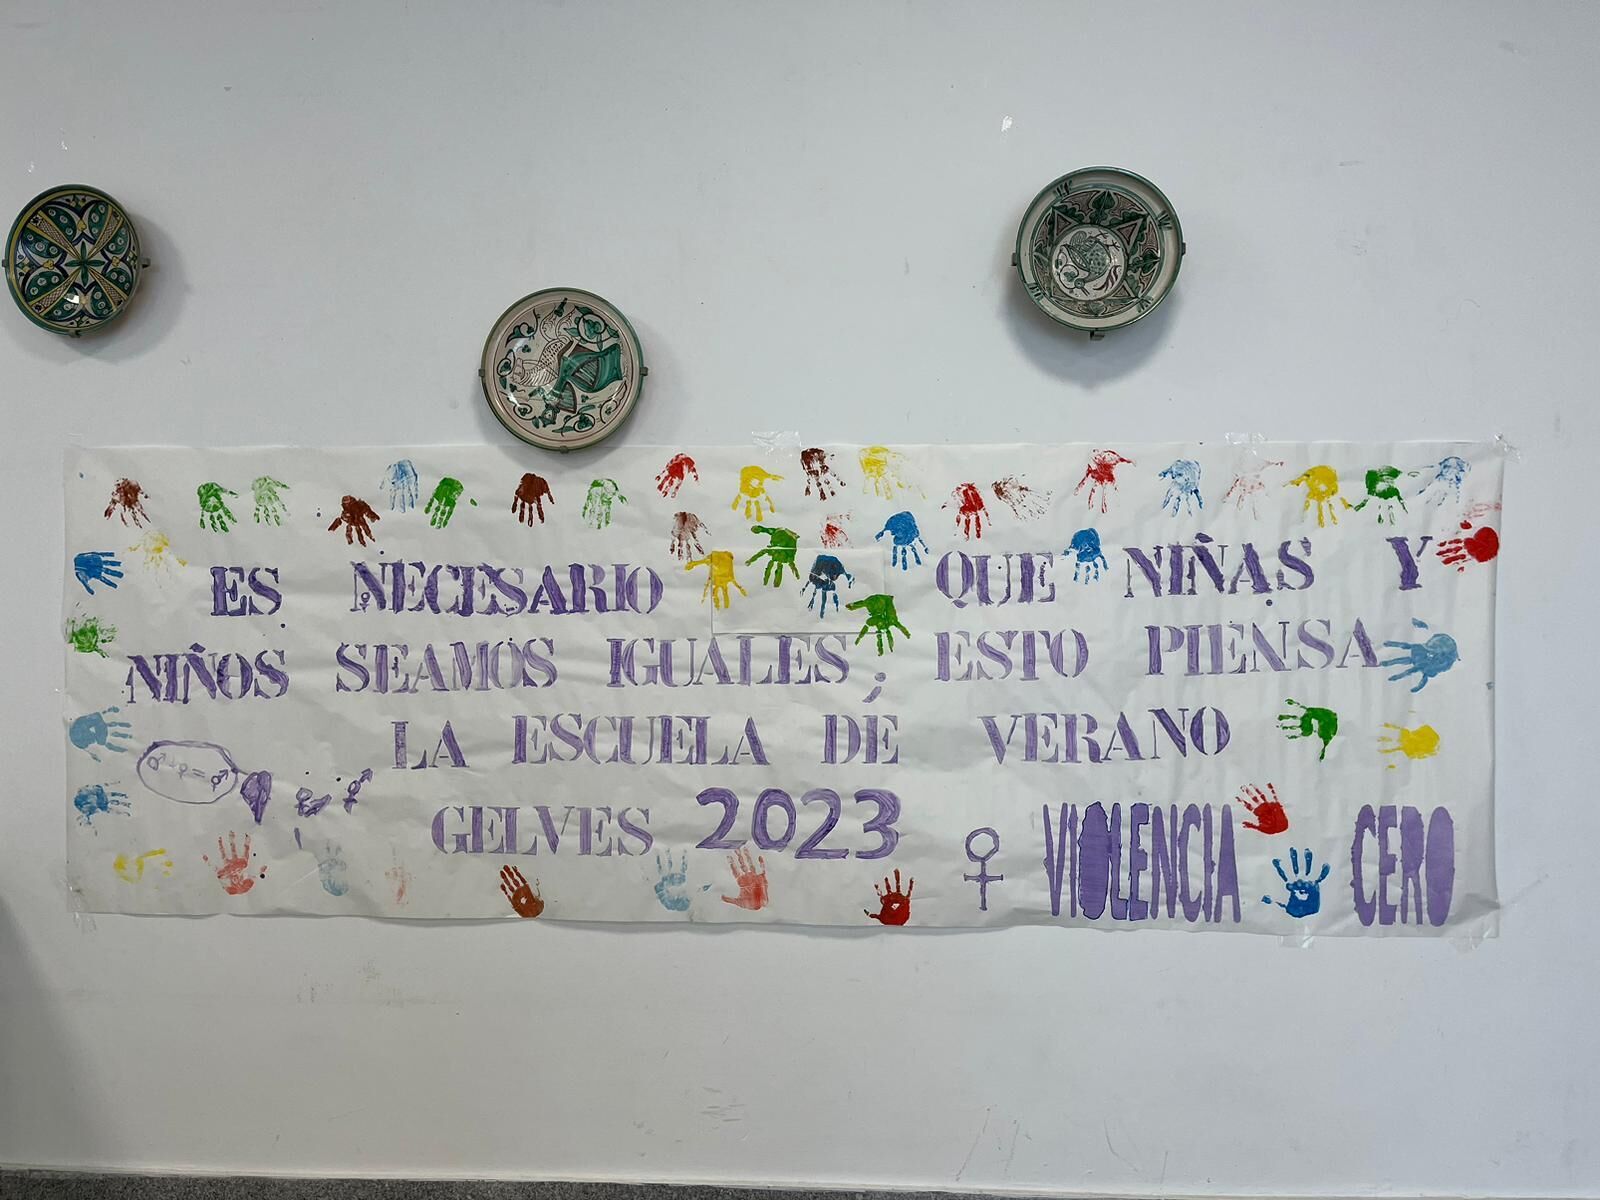 ES NECESARIO QUE NIÑAS Y
NIÑOS SEAMOS IGUALES; ESTO PIENSA
LA ESCUELA DE VERANO
GELVES 2023
VIOLENCIA CERO